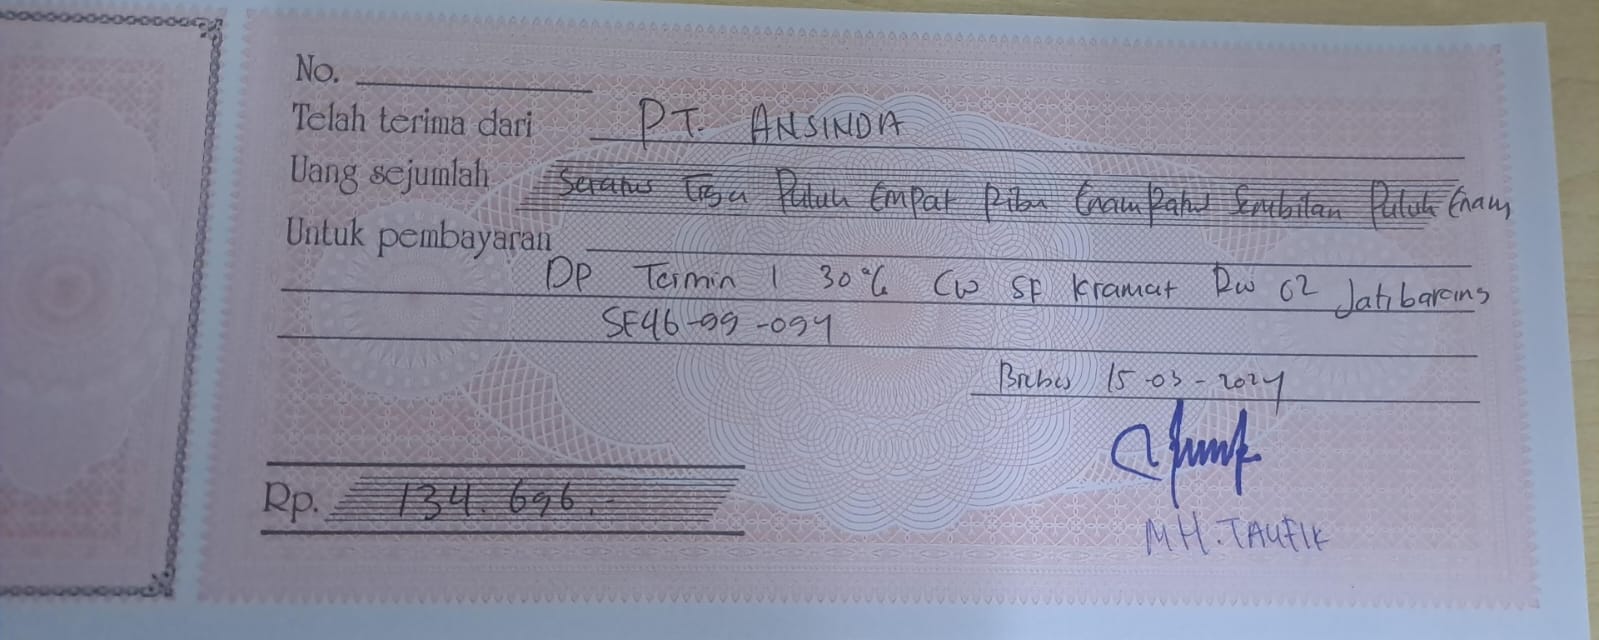 No.
Telah terima dari PT. ANSINDA
Uang sejumlah Seratus Tiga Puluh Empat Ribu Enam Ratus Sembilan Puluh Enam
Untuk pembayaran
DP Termin 1 30% CW SF Kramat RW 02 Jatibarang
SF46-99-094
Brebes 15-03-2024
Rp. 134.696.-
MH.TAUFIK